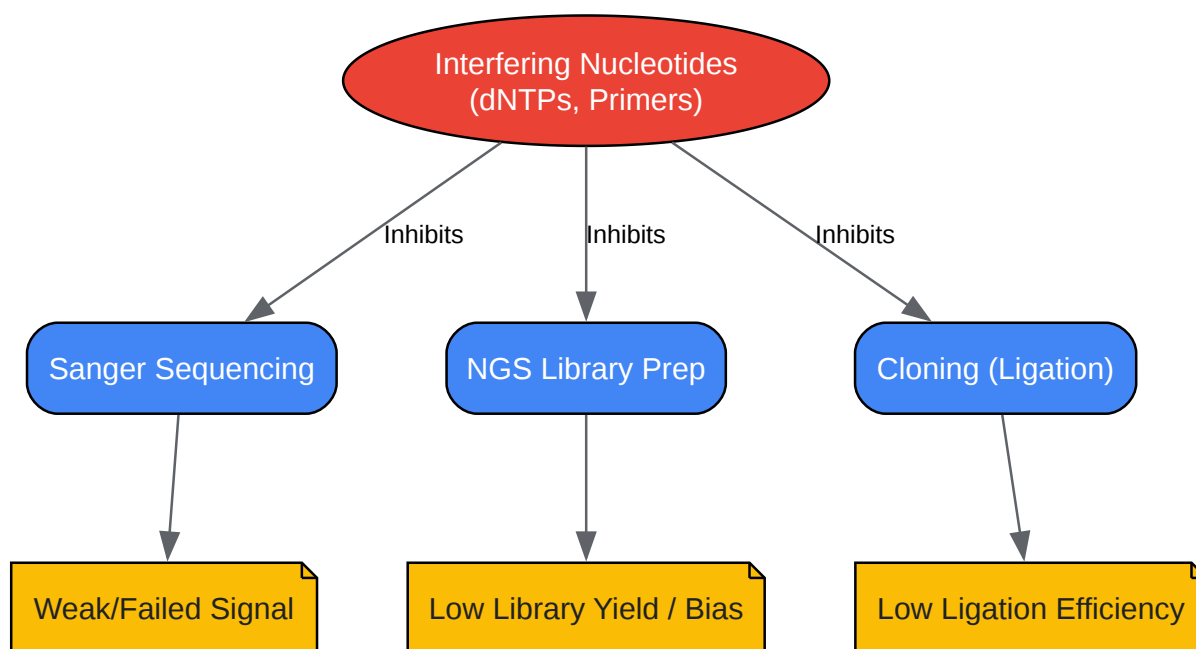 Interfering Nucleotides
(dNTPs, Primers)
Inhibits
Inhibits
Inhibits
Sanger Sequencing
NGS Library Prep
Cloning (Ligation)
Weak/Failed Signal
Low Library Yield / Bias
Low Ligation Efficiency